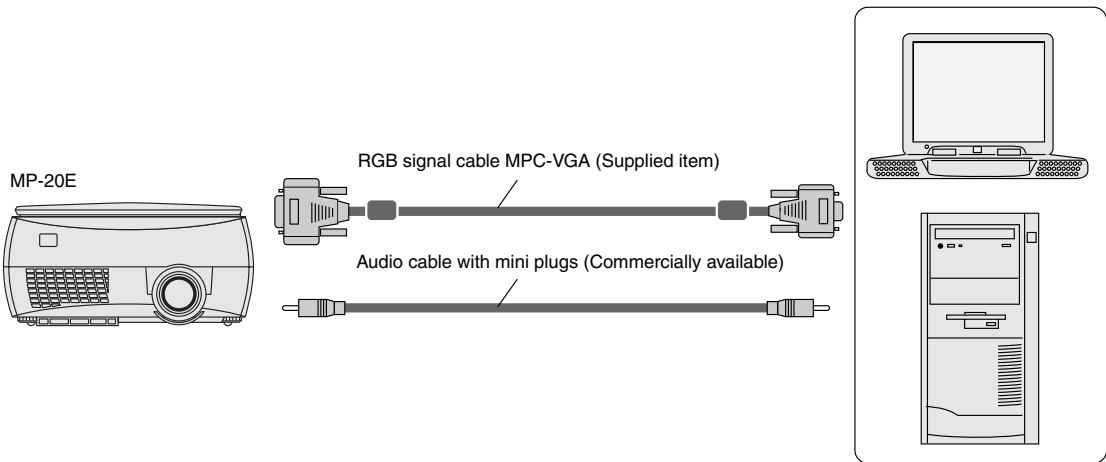 RGB signal cable MPC-VGA (Supplied item)
MP-20E
Audio cable with mini plugs (Commercially available)